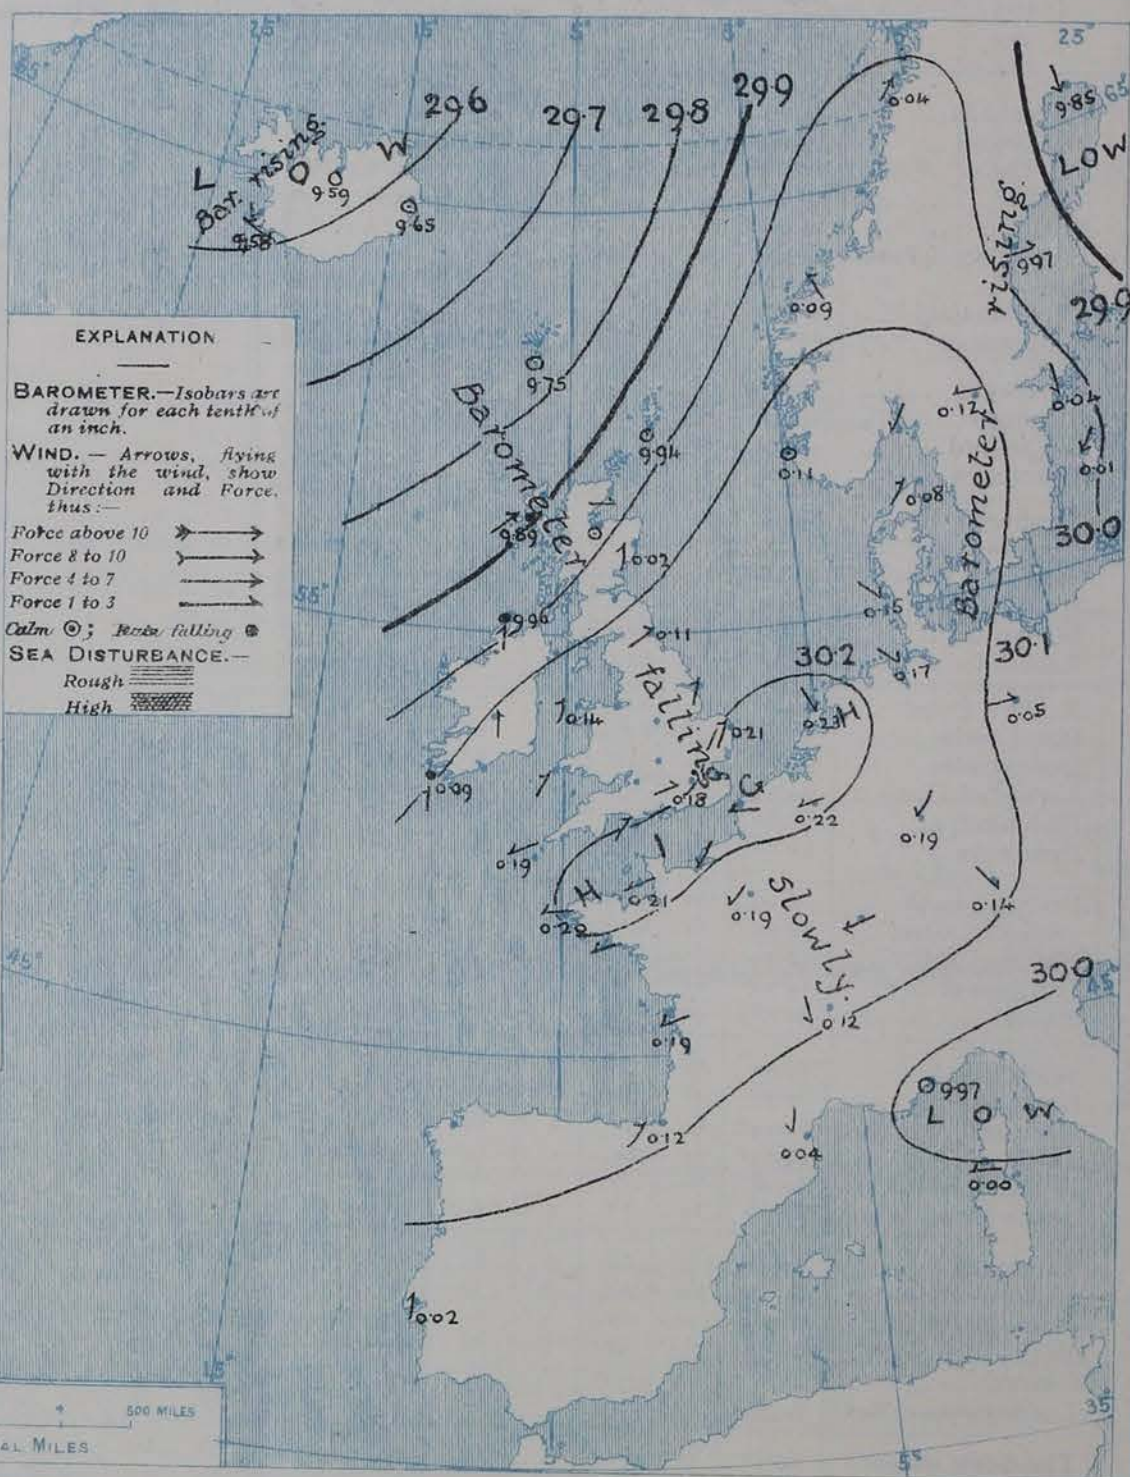 25°
15°
5°
25°
65°
29.6
29.7
29.8
29.9
0.04
9.85
LOW
L O W
Bar. rising.
9.59
9.58
9.65
rising
9.97
29.9
0.09
EXPLANATION
BAROMETER.—Isobars are
drawn for each tenth of
an inch.
WIND. — Arrows, flying
with the wind, show
Direction and Force,
thus:—
Force above 10
Force 8 to 10
Force 4 to 7
Force 1 to 3
Calm ; Rain falling
SEA DISTURBANCE.—
Rough
High
9.75
Barometer
9.94
0.12
0.04
0.11
0.01
0.08
9.89
30.0
0.02
Barometer
55°
9.96
0.15
0.11
30.2
30.1
0.17
falling
0.14
0.21
0.23
H
0.05
0.09
0.18
G
0.22
0.19
0.19
H
0.21
0.19
slowly.
0.14
0.22
45°
30.0
45°
0.12
0.19
9.97
L O W
0.12
0.04
0.00
0.02
15°
500 MILES
AL MILES
35°
5°
5°